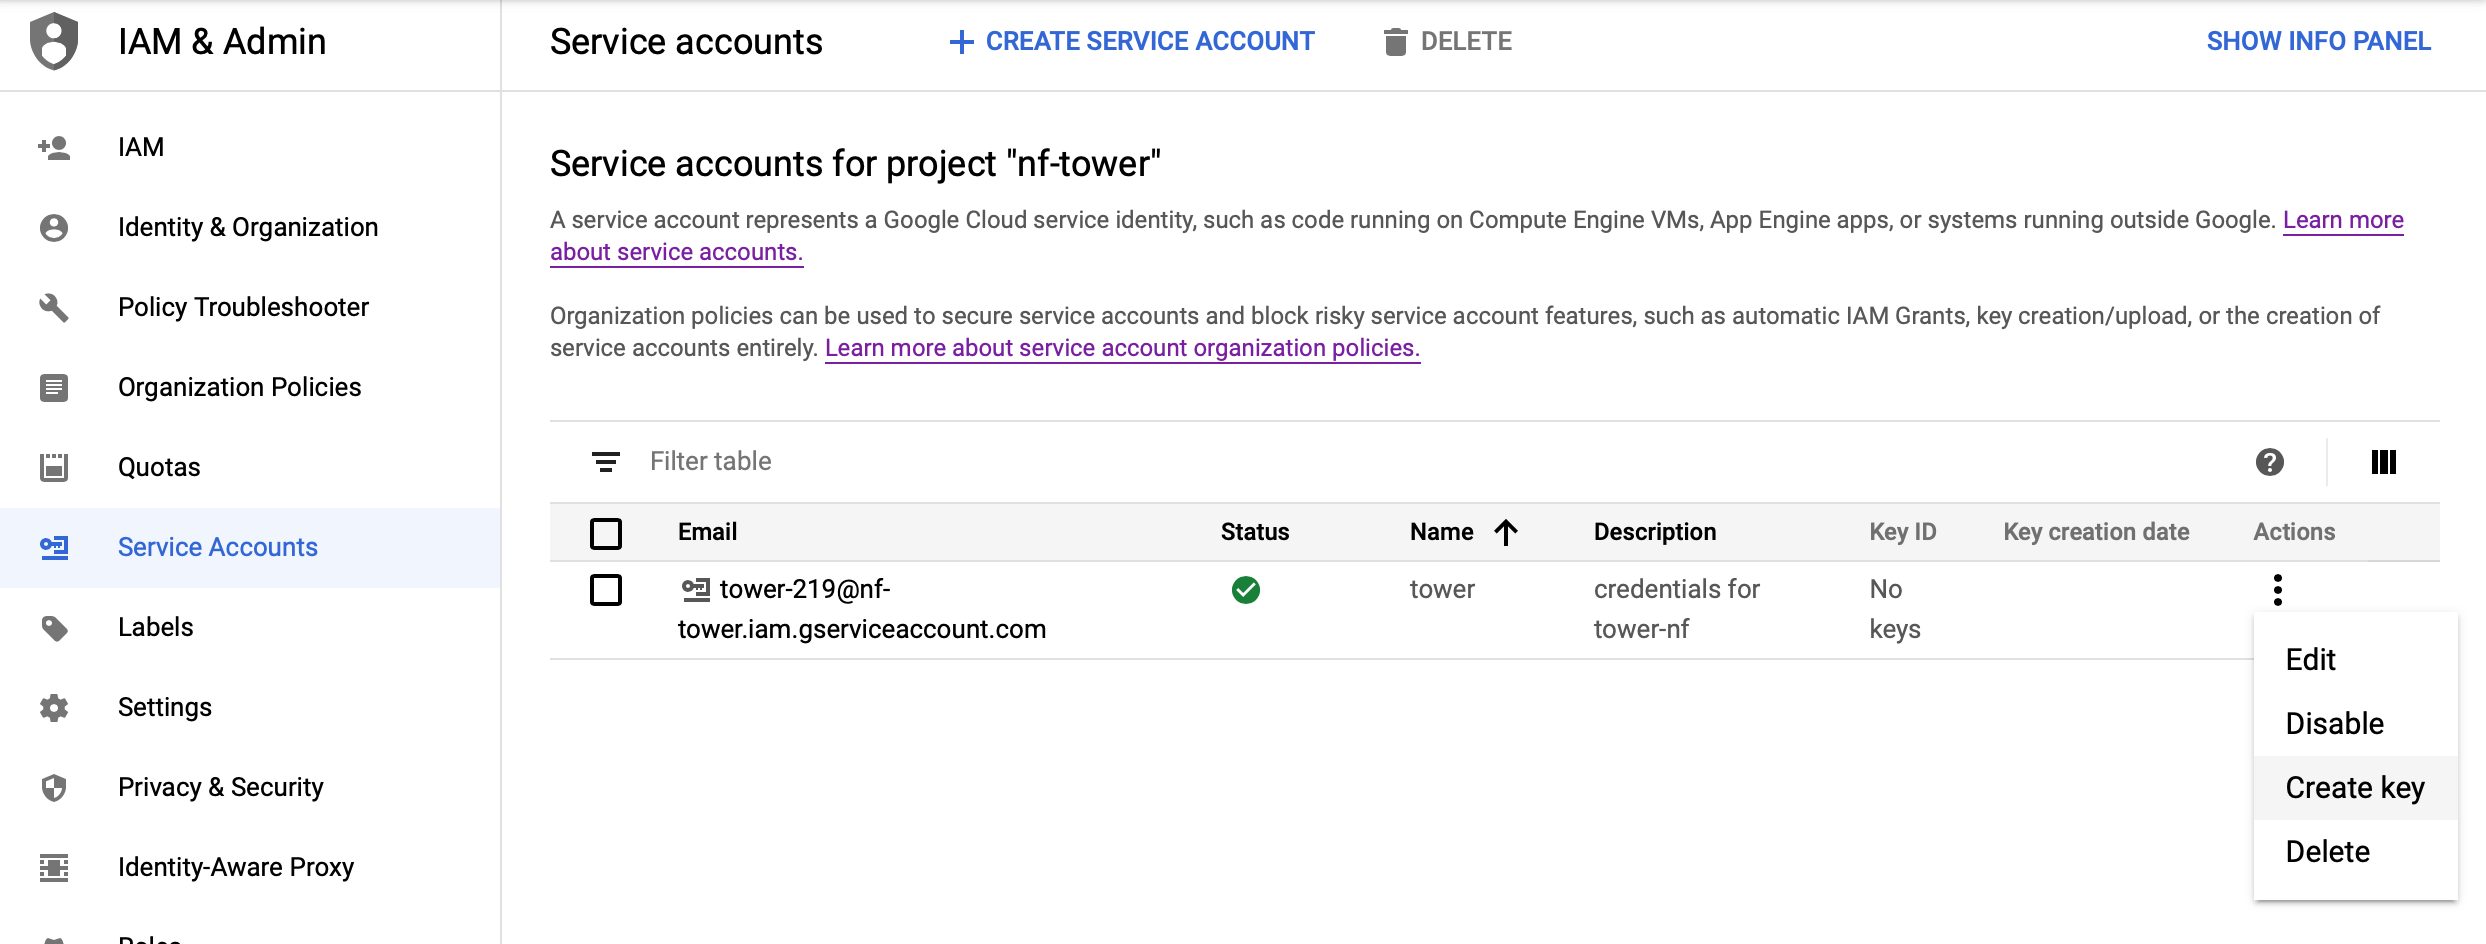 IAM & Admin
Service accounts
CREATE SERVICE ACCOUNT
DELETE
SHOW INFO PANEL
IAM
Identity & Organization
Policy Troubleshooter
Organization Policies
Quotas
Service Accounts
Labels
Settings
Privacy & Security
Identity-Aware Proxy
Roles
Service accounts for project "nf-tower"
A service account represents a Google Cloud service identity, such as code running on Compute Engine VMs, App Engine apps, or systems running outside Google. Learn more
about service accounts.
Organization policies can be used to secure service accounts and block risky service account features, such as automatic IAM Grants, key creation/upload, or the creation of
service accounts entirely. Learn more about service account organization policies.
Filter table
Email Status Name Description Key ID Key creation date Actions
tower-219@nf- tower credentials for No
tower.iam.gserviceaccount.com tower-nf keys
Edit
Disable
Create key
Delete